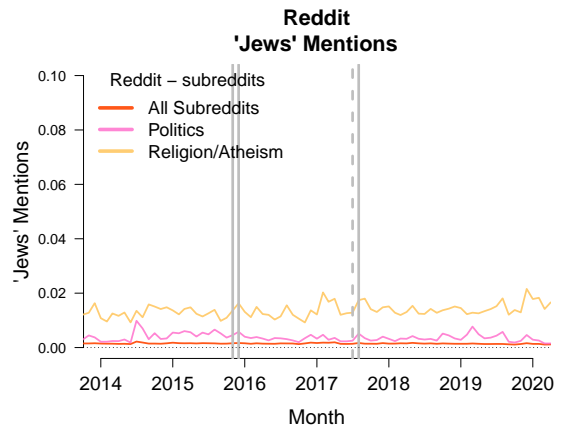 Reddit
'Jews' Mentions
Reddit – subreddits
All Subreddits
Politics
Religion/Atheism
'Jews' Mentions
0.10
0.08
0.06
0.04
0.02
0.00
2014 2015 2016 2017 2018 2019 2020
Month